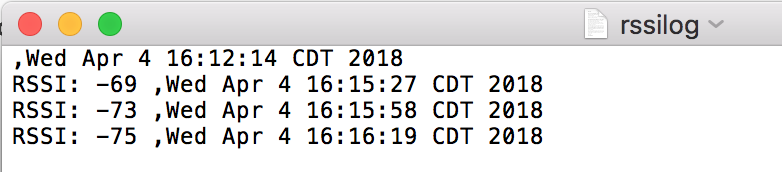 rssilog
,Wed Apr 4 16:12:14 CDT 2018
RSSI: -69 ,Wed Apr 4 16:15:27 CDT 2018
RSSI: -73 ,Wed Apr 4 16:15:58 CDT 2018
RSSI: -75 ,Wed Apr 4 16:16:19 CDT 2018